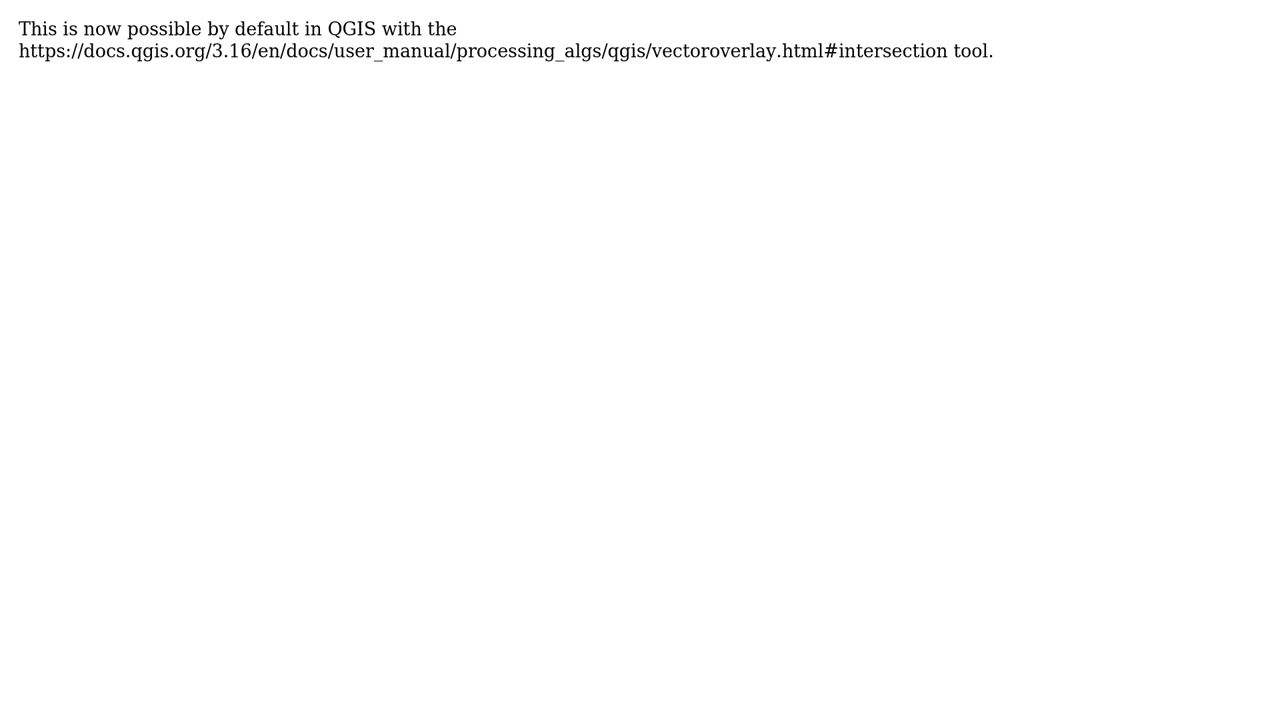 This is now possible by default in QGIS with the
https://docs.qgis.org/3.16/en/docs/user_manual/processing_algs/qgis/vectoroverlay.html#intersection tool.